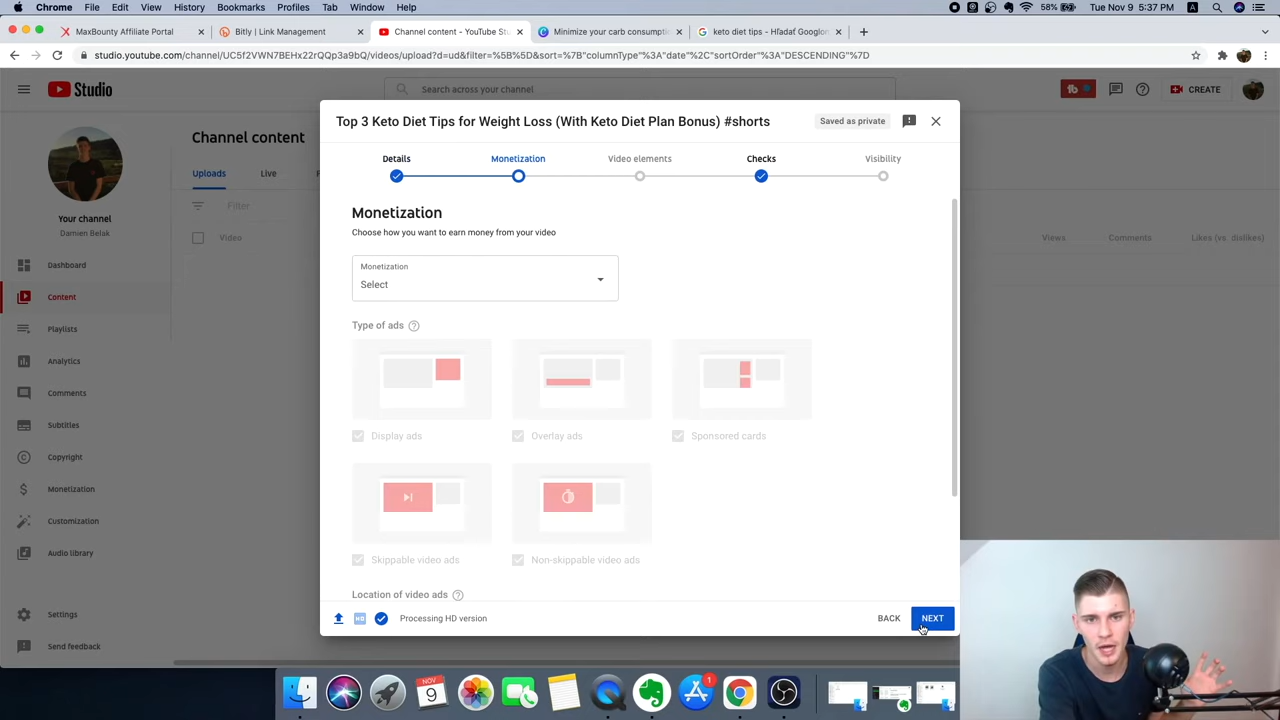 Chrome File Edit View History Bookmarks Profiles Tab Window Help 58% Tue Nov 9 5:37 PM
MaxBounty Affiliate Portal
Bitly | Link Management
Channel content - YouTube Stu
Minimize your carb consumptio
keto diet tips - Hľadať Googlom
studio.youtube.com/channel/UC5f2VWN7BEHx22rQQp3a9bQ/videos/upload?d=ud&filter=%5B%5D&sort=%7B"columnType"%3A"date"%2C"sortOrder"%3A"DESCENDING"%7D
Studio
Search across your channel
CREATE
Your channel
Damien Belak
Dashboard
Content
Playlists
Analytics
Comments
Subtitles
Copyright
Monetization
Customization
Audio library
Settings
Send feedback
Channel content
Uploads Live
Filter
Video
Views Comments Likes (vs. dislikes)
Top 3 Keto Diet Tips for Weight Loss (With Keto Diet Plan Bonus) #shorts
Saved as private
Details Monetization Video elements Checks Visibility
Monetization
Choose how you want to earn money from your video
Monetization
Select
Type of ads
Display ads Overlay ads Sponsored cards
Skippable video ads Non-skippable video ads
Location of video ads
HD Processing HD version
BACK NEXT
NOV
9
1